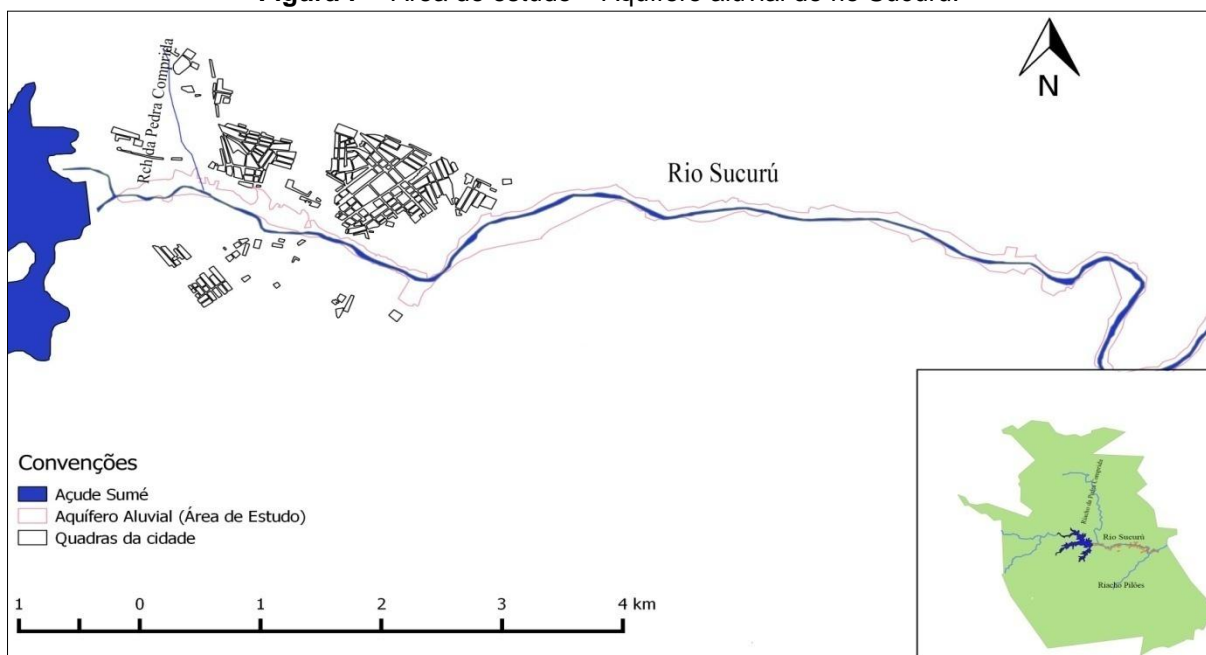 Figura 7 – Área de estudo – Aquífero aluvial do rio Sucurú.
N
Rch da Pedra Comprida
Rio Sucurú
Convenções
Açude Sumé
Aquífero Aluvial (Área de Estudo)
Quadras da cidade
1 0 1 2 3 4 km
Riacho da Pedra Comprida
Rio Sucurú
Riacho Pilões